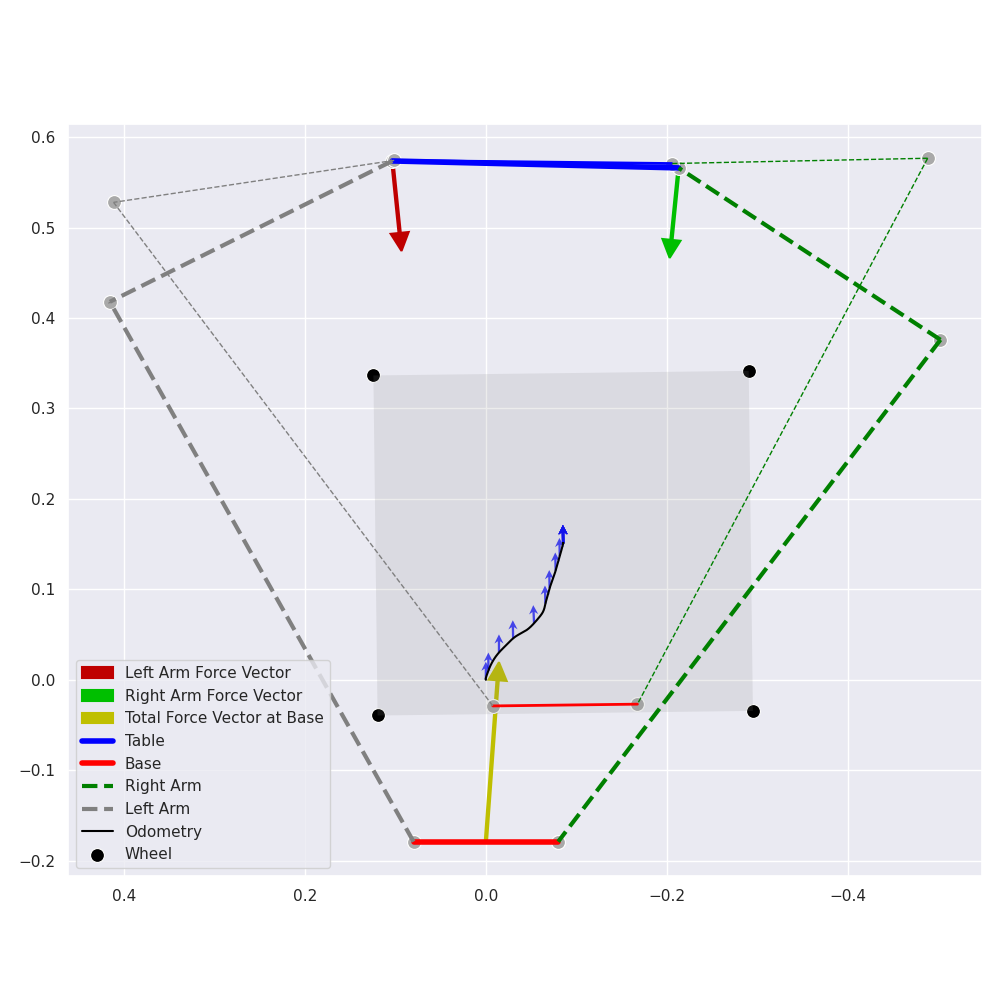 0.6
0.5
0.4
0.3
0.2
0.1
0.0
−0.1
−0.2
Left Arm Force Vector
Right Arm Force Vector
Total Force Vector at Base
Table
Base
Right Arm
Left Arm
Odometry
Wheel
0.4 0.2 0.0 −0.2 −0.4